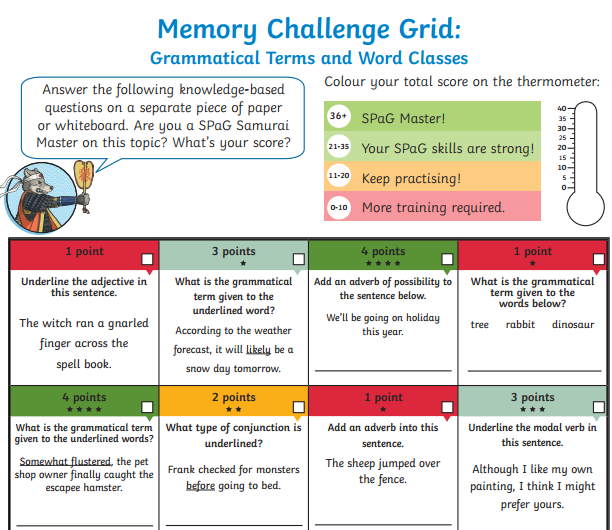 Memory Challenge Grid:
Grammatical Terms and Word Classes
Answer the following knowledge-based
questions on a separate piece of paper
or whiteboard. Are you a SPaG Samurai
Master on this topic? What's your score?
Colour your total score on the thermometer:
36+ SPaG Master!
21-35 Your SPaG skills are strong!
11-20 Keep practising!
0-10 More training required.
40
35
30
25
20
15
10
5
0
1 point
Underline the adjective in
this sentence.
The witch ran a gnarled
finger across the
spell book.
3 points
What is the grammatical
term given to the
underlined word?
According to the weather
forecast, it will likely be a
snow day tomorrow.
4 points
Add an adverb of possibility to
the sentence below.
We'll be going on holiday
this year.
1 point
What is the grammatical
term given to the
words below?
tree rabbit dinosaur
4 points
What is the grammatical term
given to the underlined words?
Somewhat flustered, the pet
shop owner finally caught the
escapee hamster.
2 points
What type of conjunction is
underlined?
Frank checked for monsters
before going to bed.
1 point
Add an adverb into this
sentence.
The sheep jumped over
the fence.
3 points
Underline the modal verb in
this sentence.
Although I like my own
painting, I think I might
prefer yours.